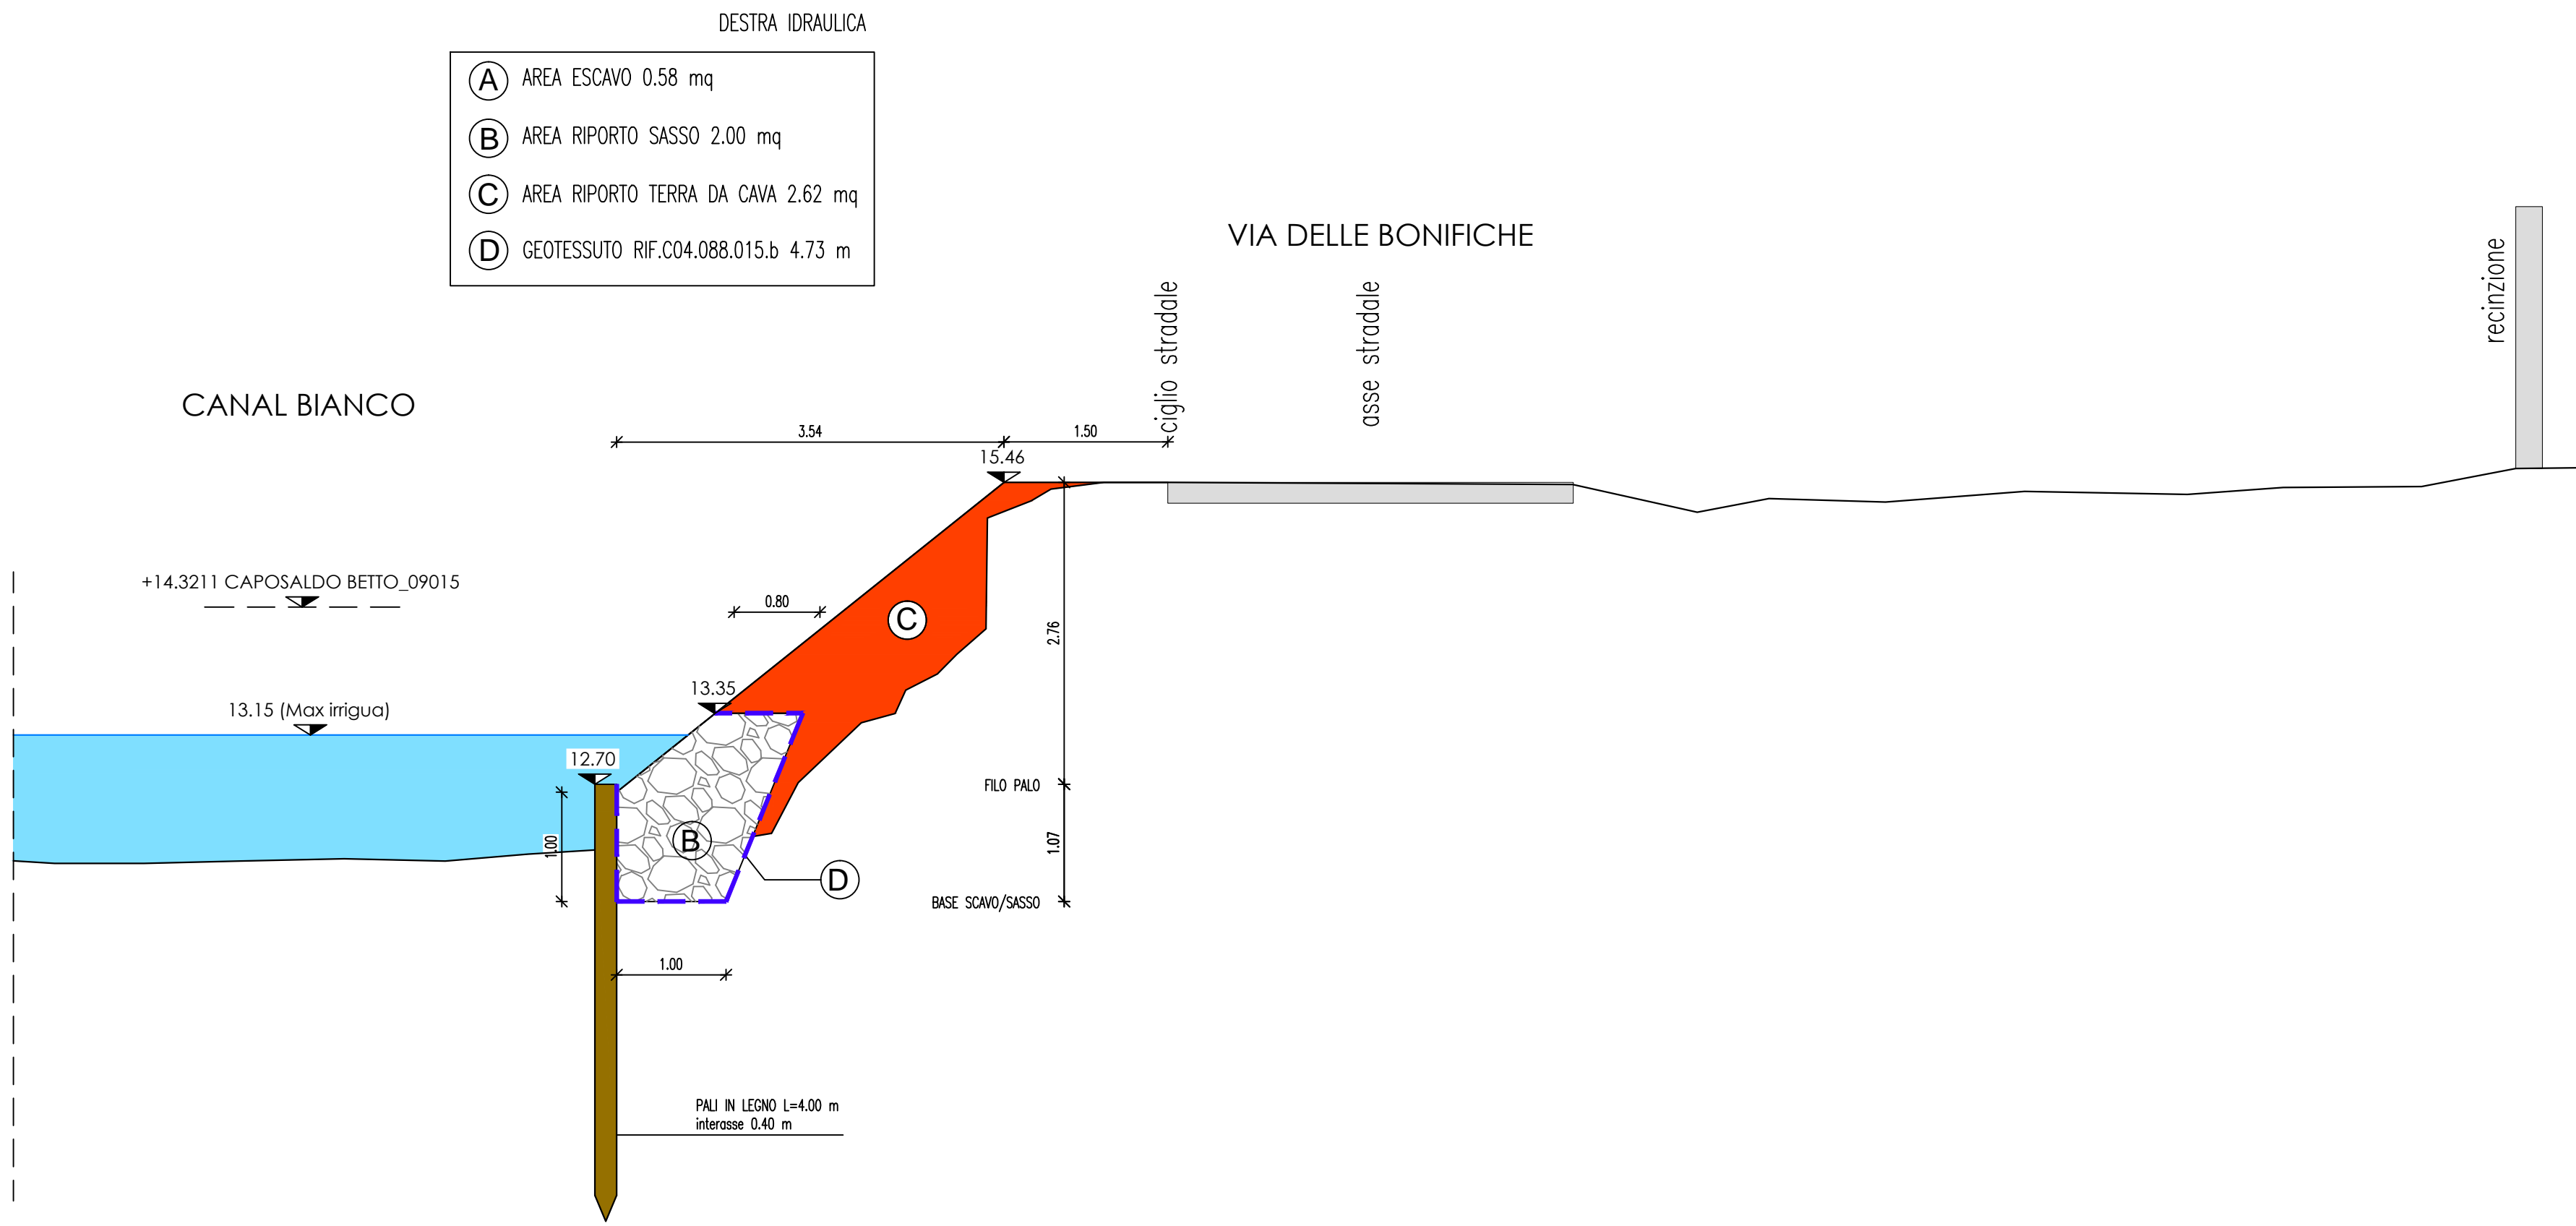 DESTRA IDRAULICA
A AREA ESCAVO 0.58 mq
B AREA RIPORTO SASSO 2.00 mq
C AREA RIPORTO TERRA DA CAVA 2.62 mq
D GEOTESSUTO RIF.C04.088.015.b 4.73 m
VIA DELLE BONIFICHE
recinzione
ciglio stradale
asse stradale
CANAL BIANCO
3.54
1.50
15.46
+14.3211 CAPOSALDO BETTO_09015
0.80
C
2.76
13.35
13.15 (Max irrigua)
12.70
FILO PALO
1.00
B
1.07
D
BASE SCAVO/SASSO
1.00
PALI IN LEGNO L=4.00 m
interasse 0.40 m